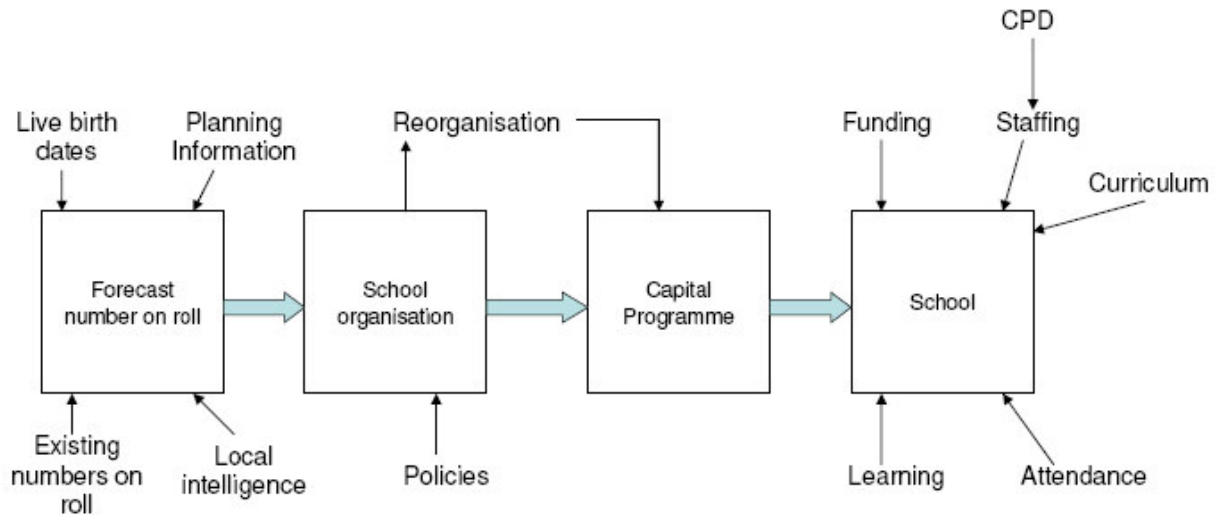 CPD
Live birth
dates
Planning
Information
Reorganisation
Funding
Staffing
Curriculum
Forecast
number on roll
School
organisation
Capital
Programme
School
Existing
numbers on
roll
Local
intelligence
Policies
Learning
Attendance